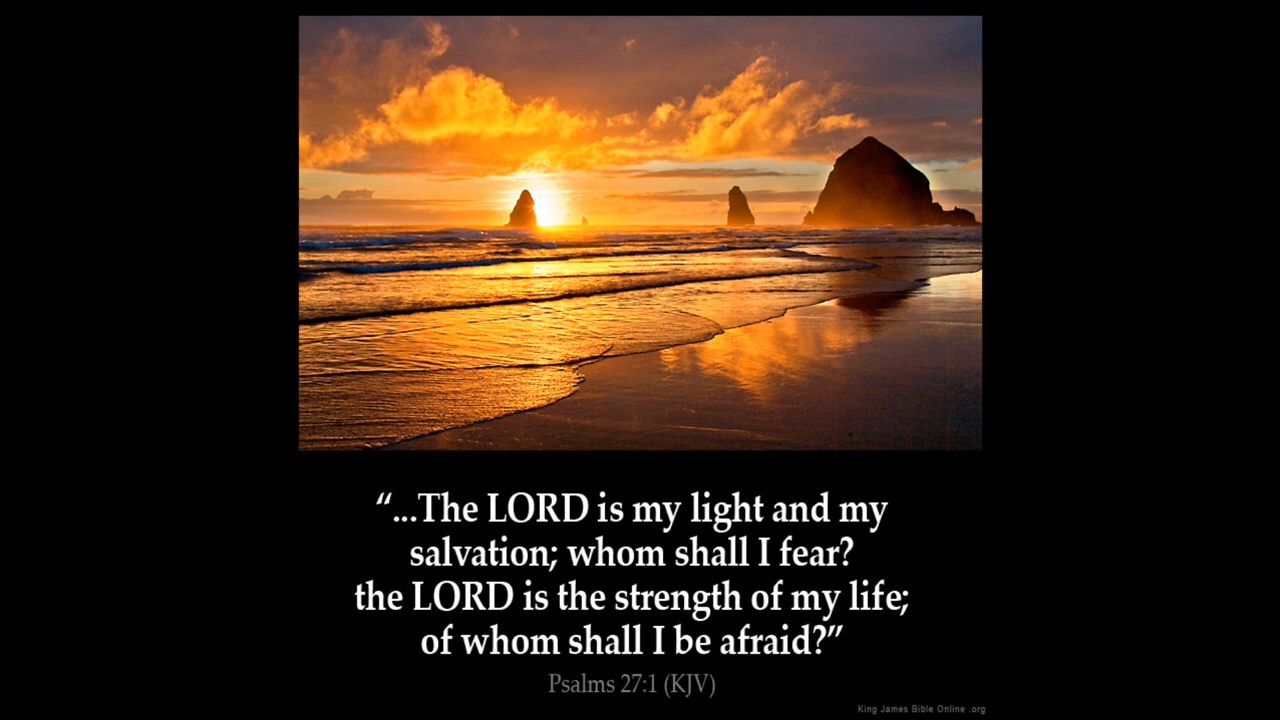 “...The LORD is my light and my
salvation; whom shall I fear?
the LORD is the strength of my life;
of whom shall I be afraid?”
Psalms 27:1 (KJV)
King James Bible Online .org